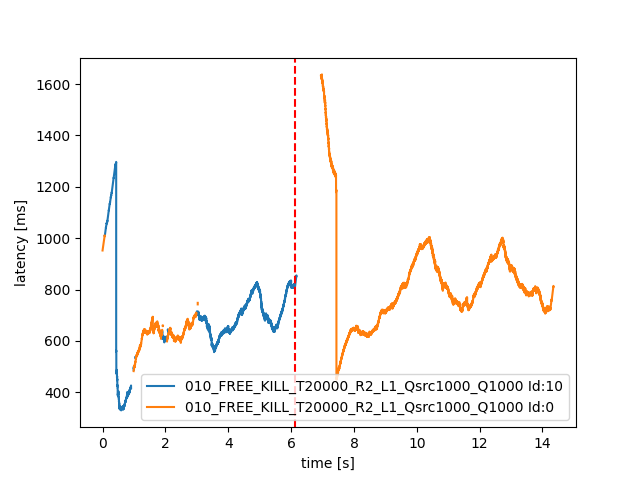 1600
1400
1200
1000
800
600
400
latency [ms]
010_FREE_KILL_T20000_R2_L1_Qsrc1000_Q1000 Id:10
010_FREE_KILL_T20000_R2_L1_Qsrc1000_Q1000 Id:0
0 2 4 6 8 10 12 14
time [s]